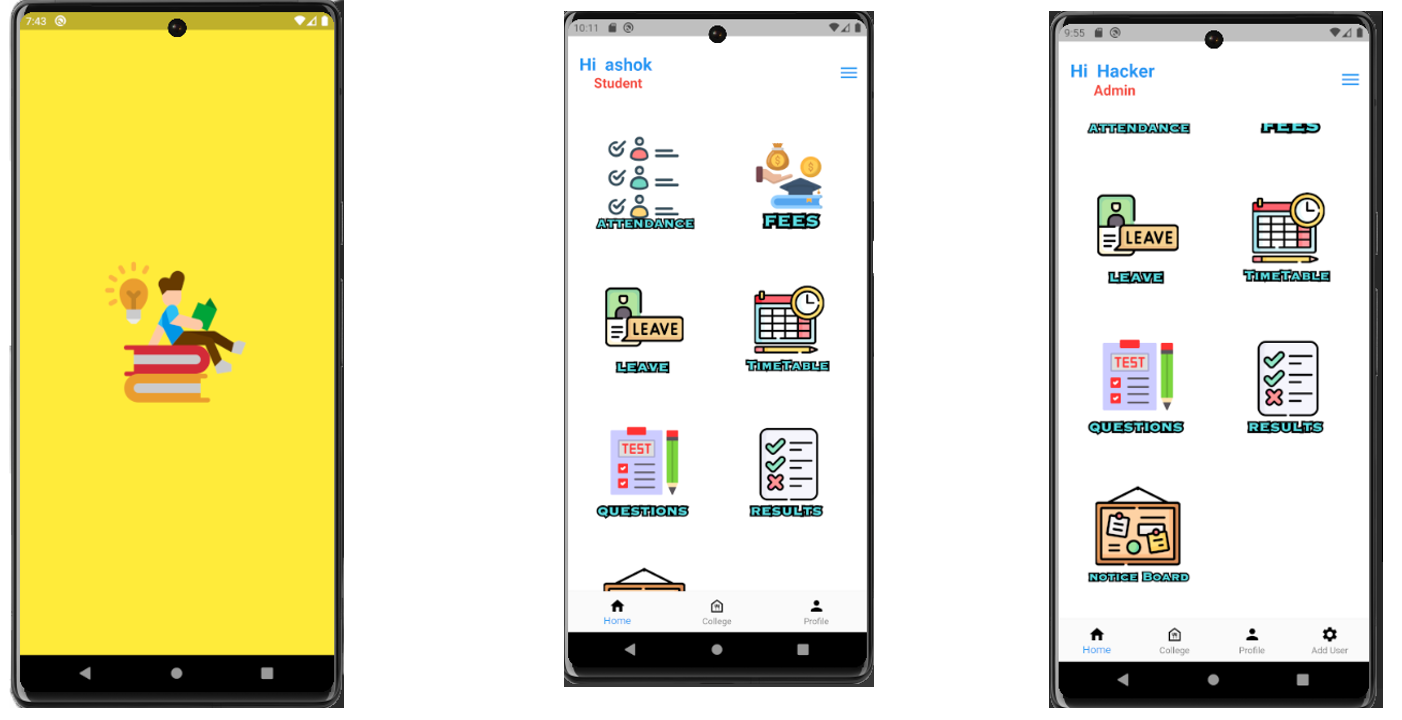 7:43
10:11
Hi ashok
Student
ATTENDANCE
FEES
LEAVE
LEAVE
TIMETABLE
TEST
QUESTIONS
RESULTS
Home
College
Profile
9:55
Hi Hacker
Admin
ATTENDANCE
FEES
LEAVE
LEAVE
TIMETABLE
TEST
QUESTIONS
RESULTS
NOTICE BOARD
Home
College
Profile
Add User